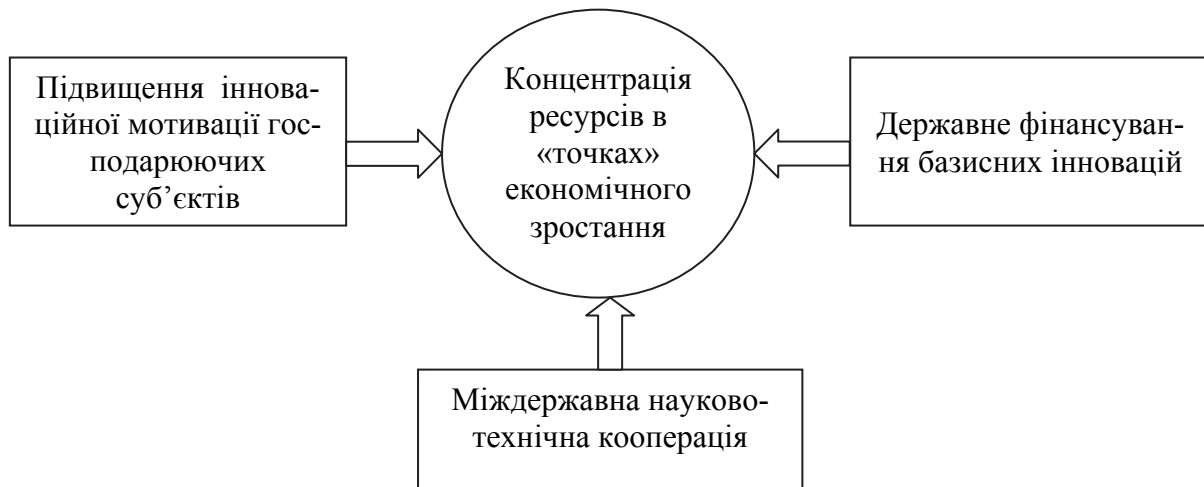 Підвищення іннова-
ційної мотивації гос-
подарюючих
суб’єктів
Концентрація
ресурсів в
«точках»
економічного
зростання
Державне фінансуван-
ня базисних інновацій
Міждержавна науково-
технічна кооперація